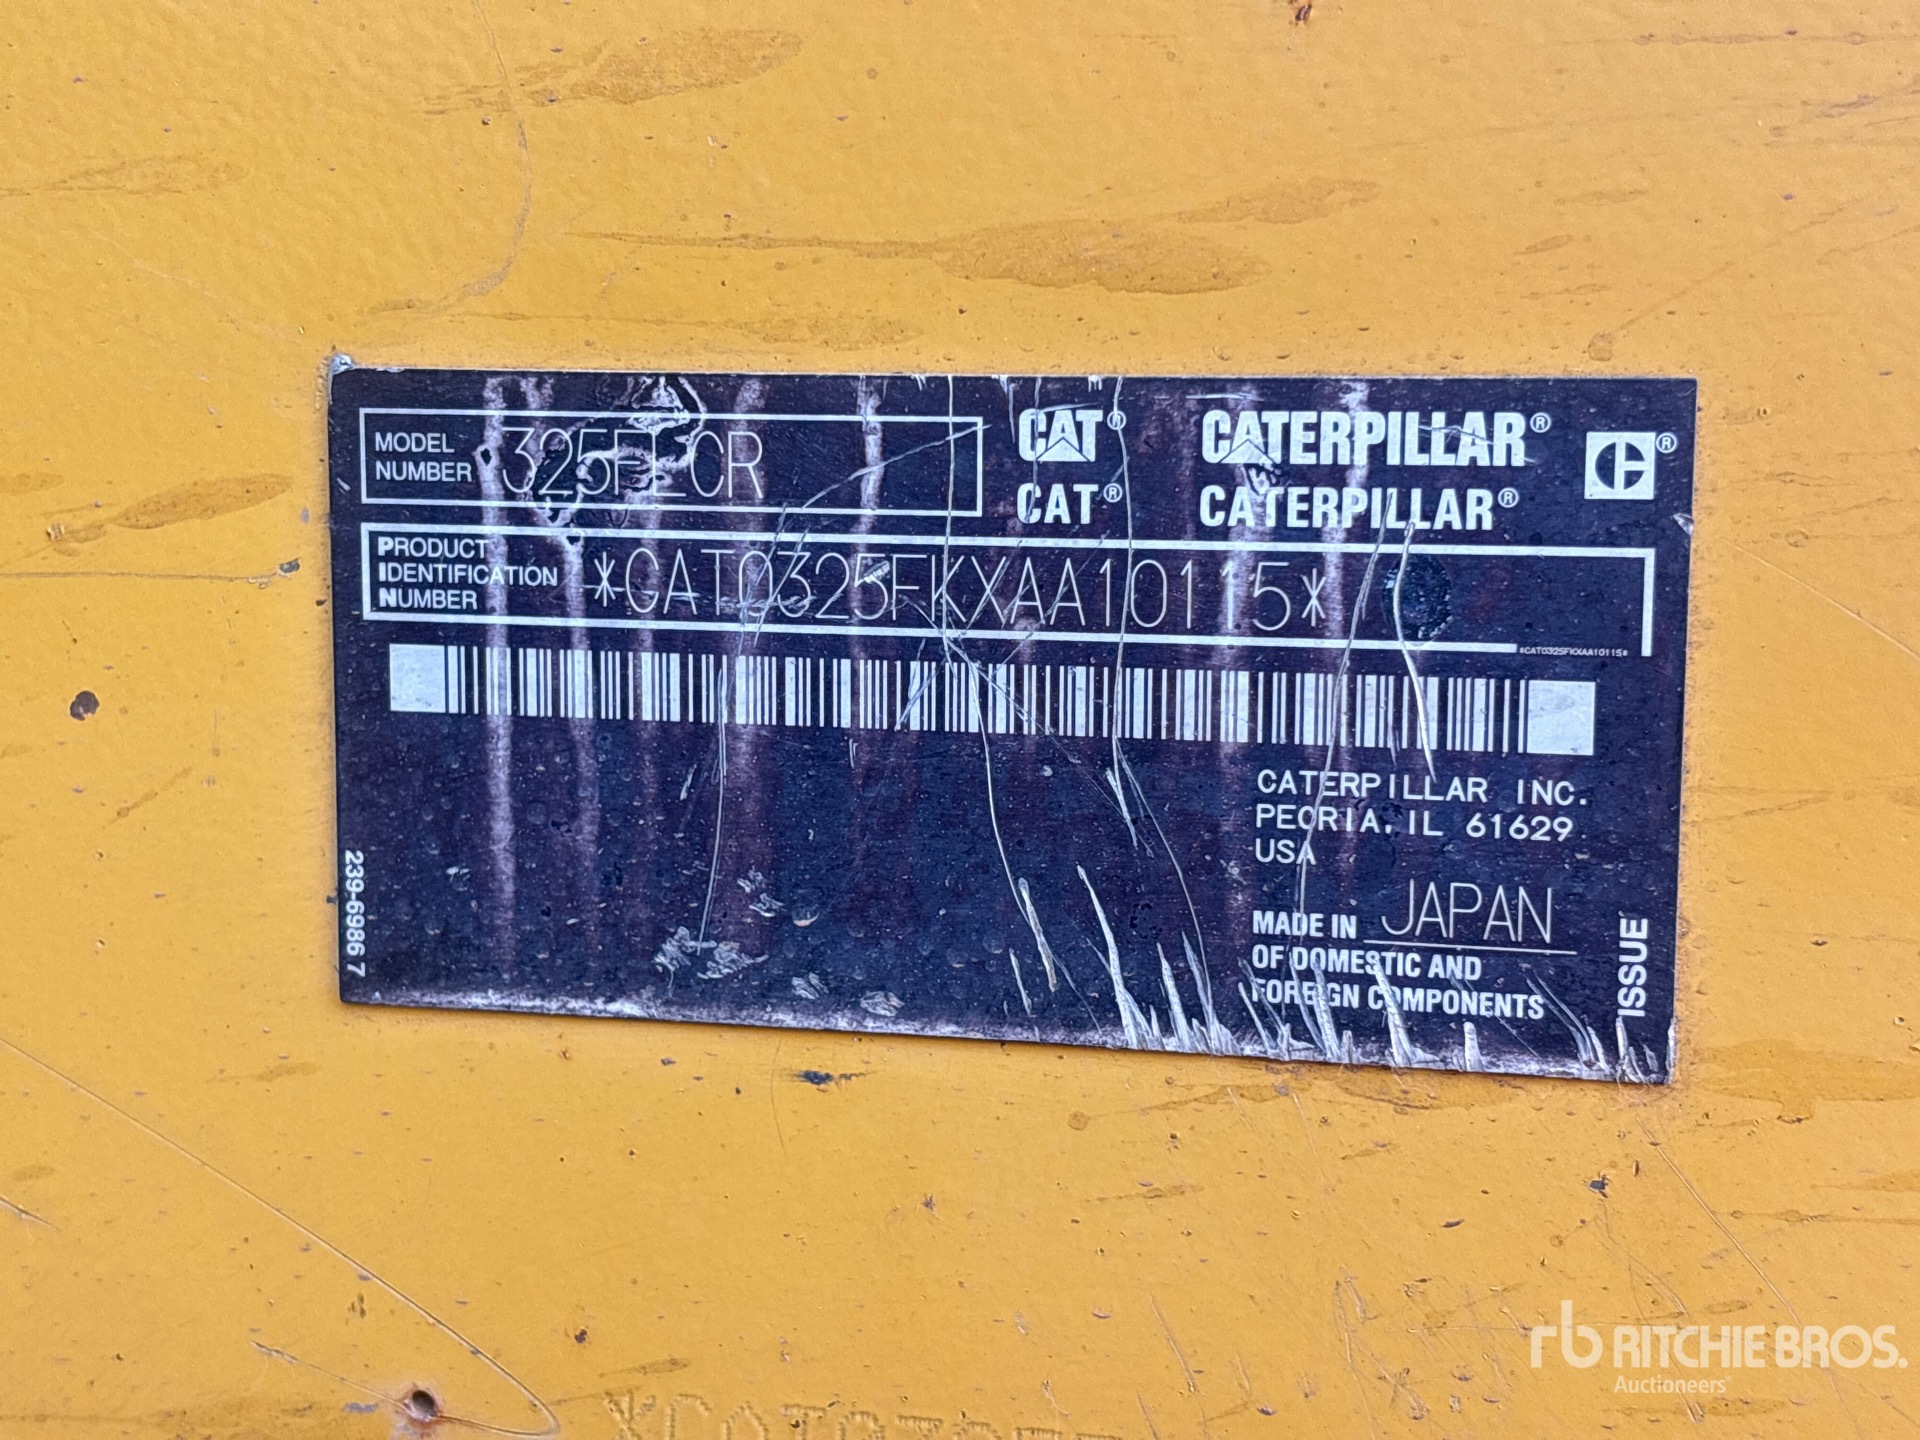 MODEL NUMBER 325FLCR
CAT® CATERPILLAR® ®
CAT® CATERPILLAR®
PRODUCT IDENTIFICATION NUMBER *CAT0325FKXAA10115*
*CAT0325FKXAA10115*
CATERPILLAR INC.
PEORIA, IL 61629
USA
MADE IN JAPAN
OF DOMESTIC AND
FOREIGN COMPONENTS
ISSUE
239-6986 7
rb RITCHIE BROS.
Auctioneers